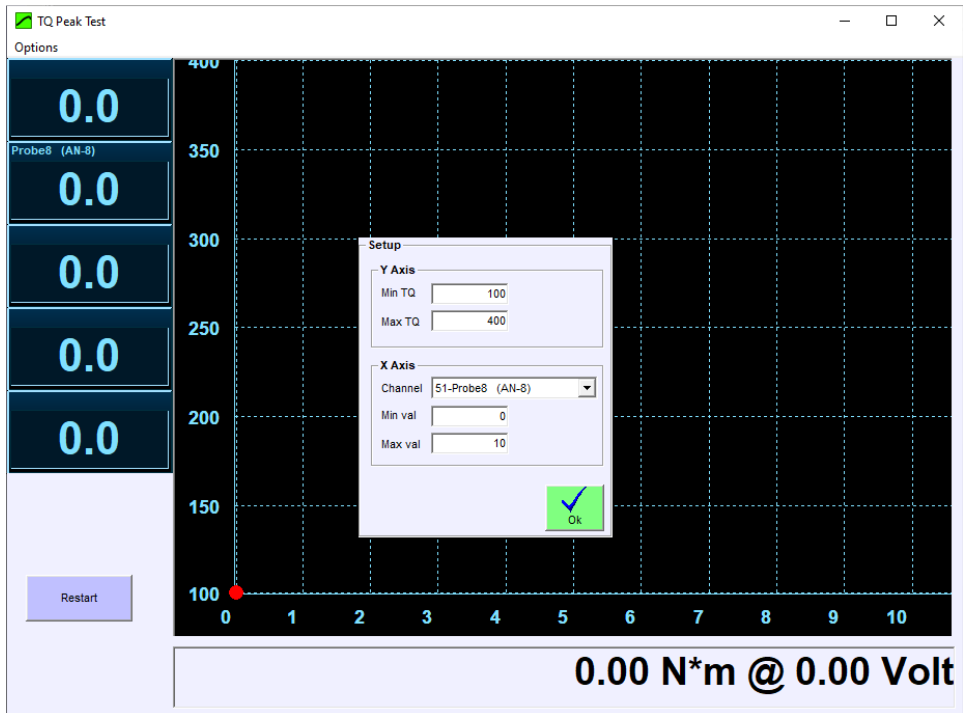 TQ Peak Test
Options
0.0
Probe8 (AN-8)
0.0
0.0
0.0
0.0
Restart
400
350
300
250
200
150
100
0 1 2 3 4 5 6 7 8 9 10
Setup
Y Axis
Min TQ 100
Max TQ 400
X Axis
Channel 51-Probe8 (AN-8)
Min val 0
Max val 10
Ok
0.00 N*m @ 0.00 Volt